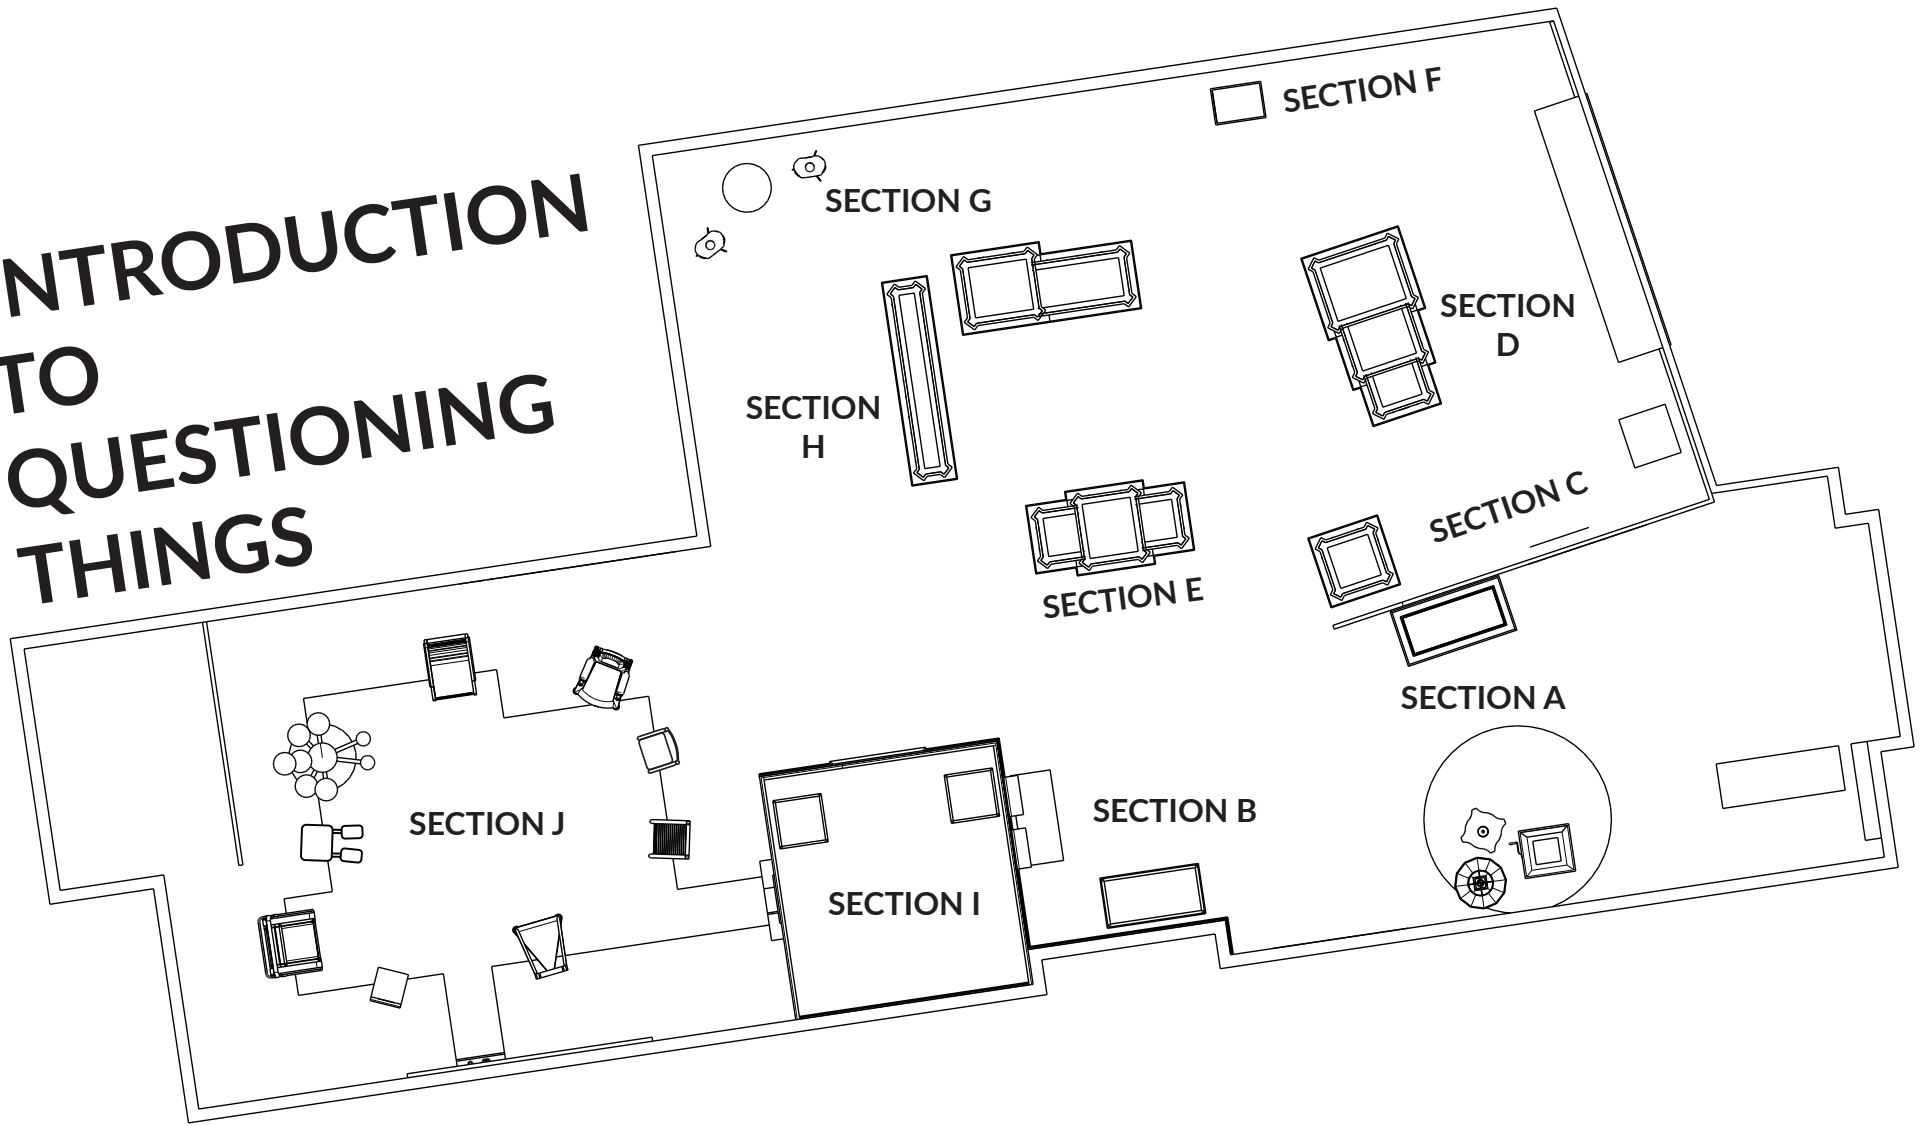 NTRODUCTION
TO
QUESTIONING
THINGS
SECTION F
SECTION G
SECTION
D
SECTION
H
SECTION C
SECTION E
SECTION A
SECTION B
SECTION J
SECTION I